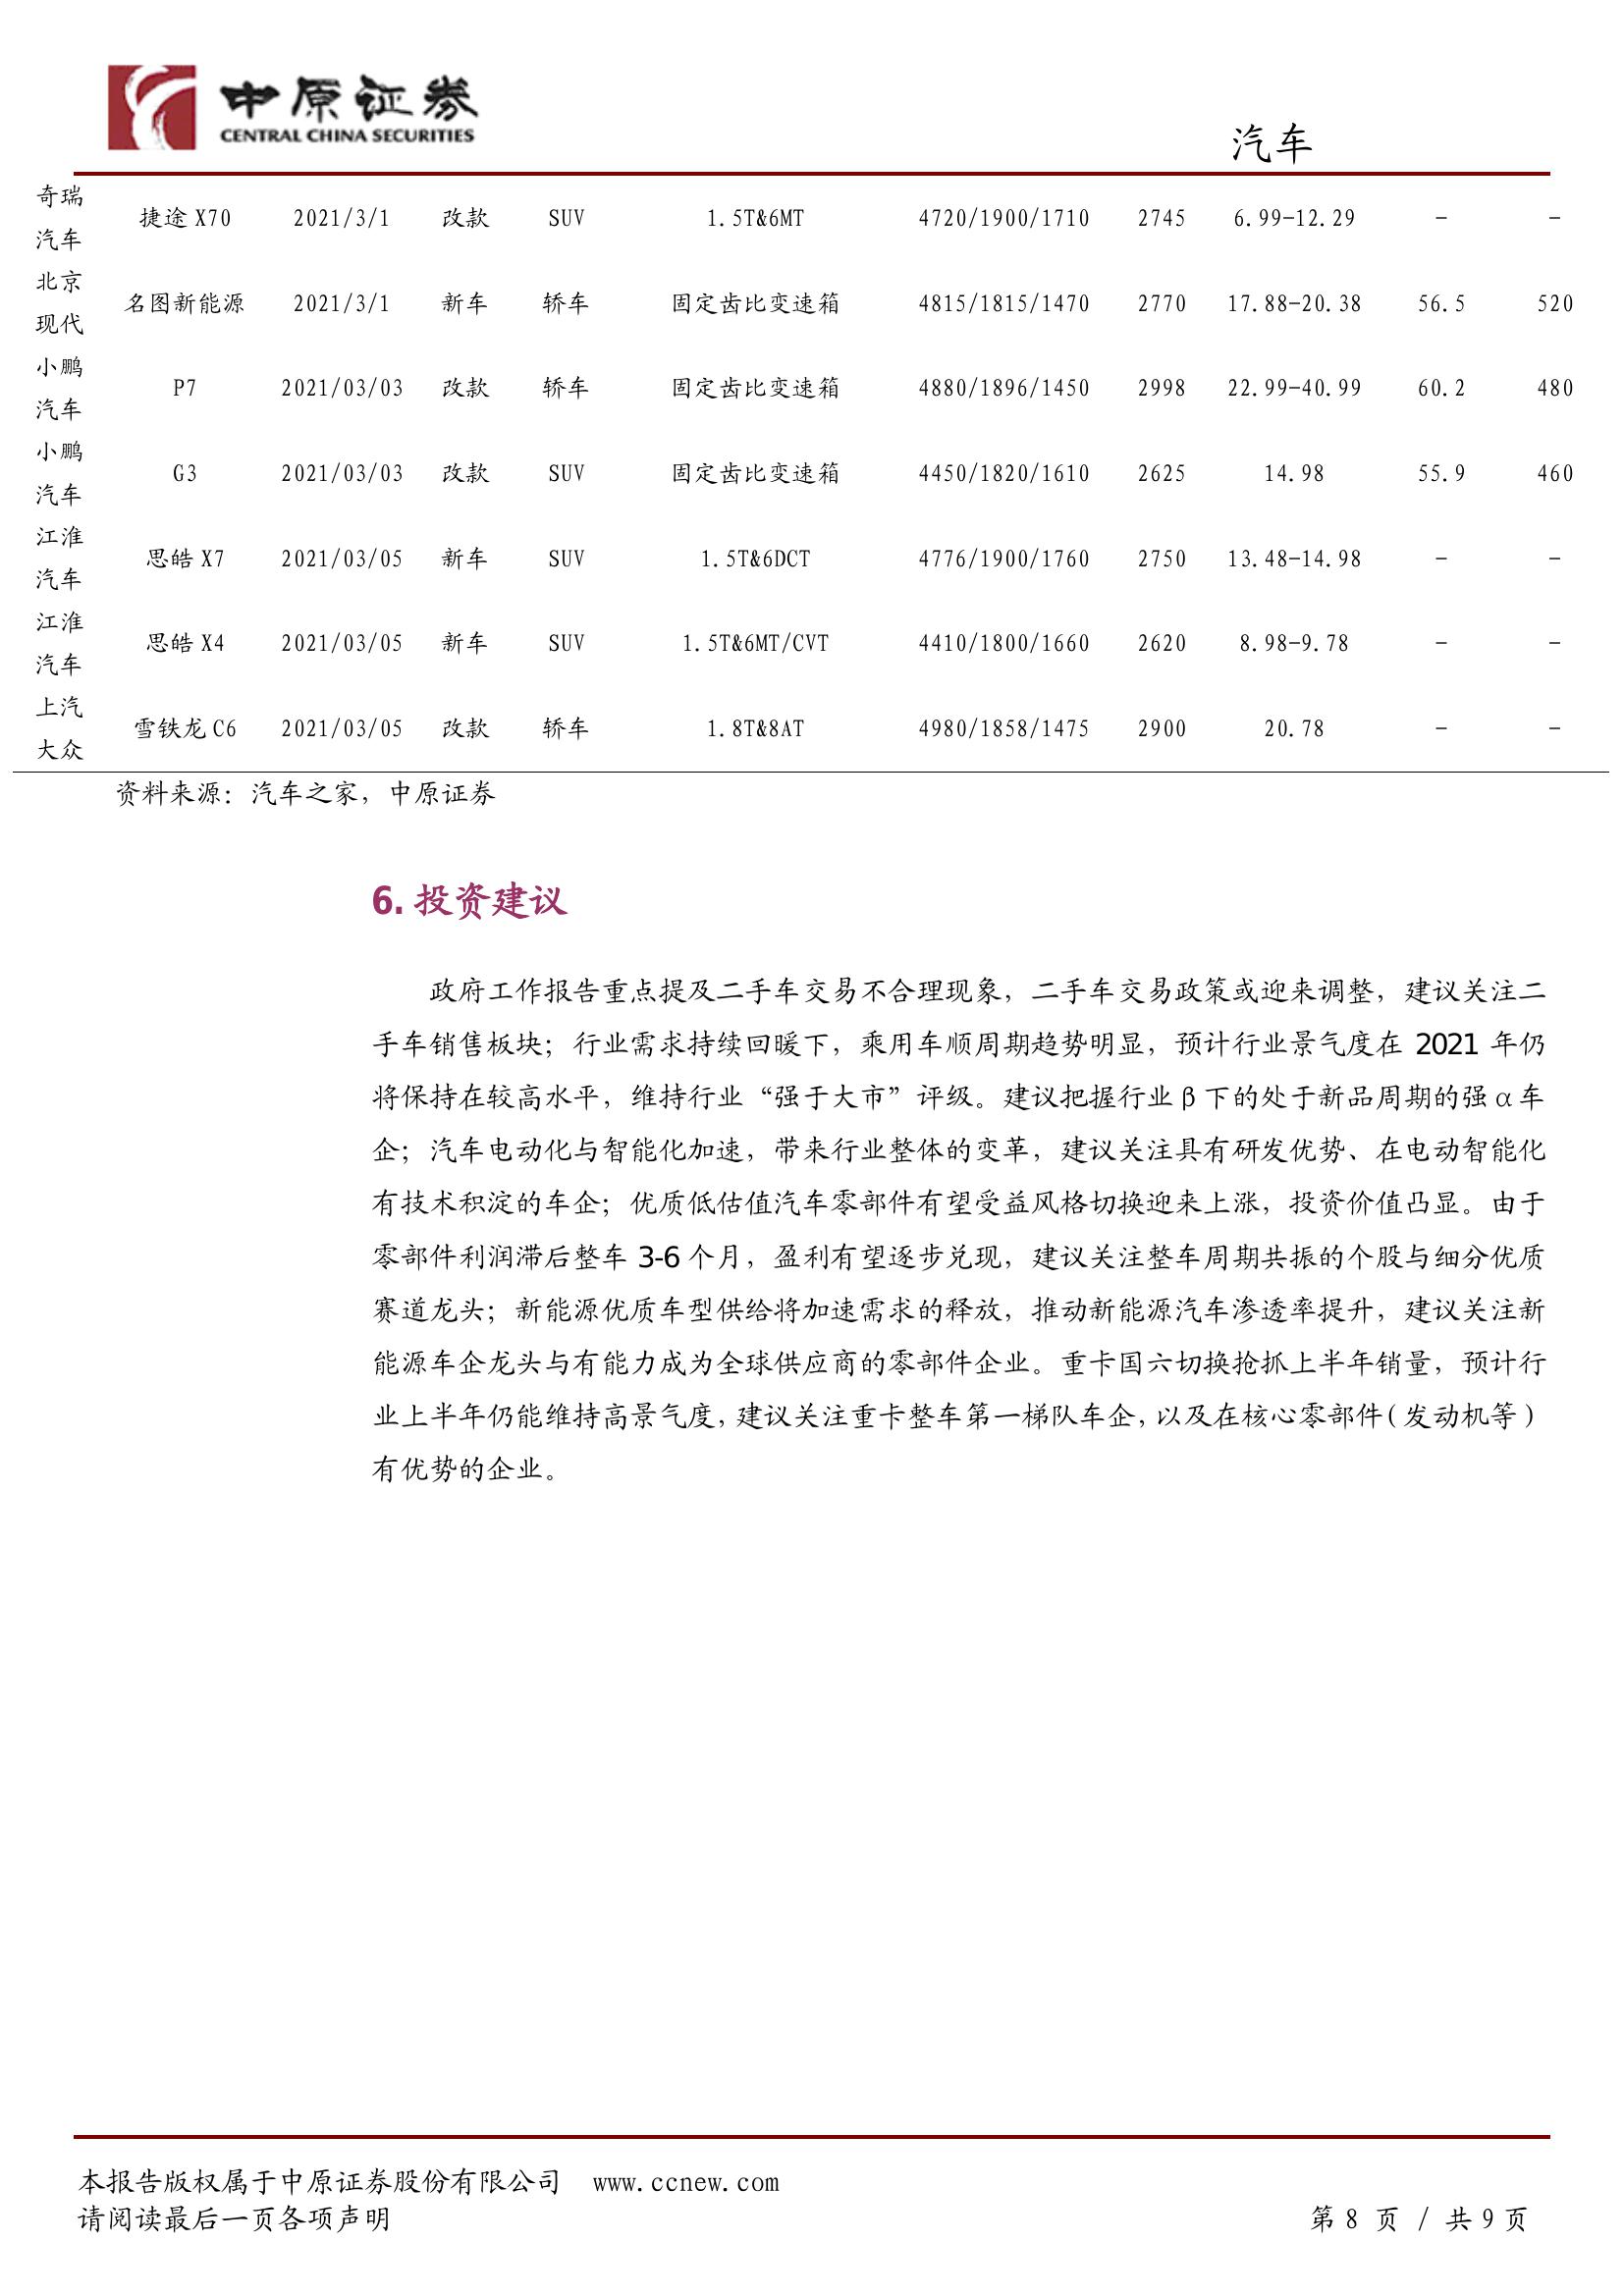 中原证券
CENTRAL CHINA SECURITIES
汽车
奇瑞
汽车
捷途 X70 2021/3/1 改款 SUV 1.5T&6MT 4720/1900/1710 2745 6.99-12.29 - -
北京
现代
名图新能源 2021/3/1 新车 轿车 固定齿比变速箱 4815/1815/1470 2770 17.88-20.38 56.5 520
小鹏
汽车
P7 2021/03/03 改款 轿车 固定齿比变速箱 4880/1896/1450 2998 22.99-40.99 60.2 480
小鹏
汽车
G3 2021/03/03 改款 SUV 固定齿比变速箱 4450/1820/1610 2625 14.98 55.9 460
江淮
汽车
思皓 X7 2021/03/05 新车 SUV 1.5T&6DCT 4776/1900/1760 2750 13.48-14.98 - -
江淮
汽车
思皓 X4 2021/03/05 新车 SUV 1.5T&6MT/CVT 4410/1800/1660 2620 8.98-9.78 - -
上汽
大众
雪铁龙 C6 2021/03/05 改款 轿车 1.8T&8AT 4980/1858/1475 2900 20.78 - -
资料来源：汽车之家，中原证券
6. 投资建议
政府工作报告重点提及二手车交易不合理现象，二手车交易政策或迎来调整，建议关注二
手车销售板块；行业需求持续回暖下，乘用车顺周期趋势明显，预计行业景气度在 2021 年仍
将保持在较高水平，维持行业“强于大市”评级。建议把握行业β下的处于新品周期的强α车
企；汽车电动化与智能化加速，带来行业整体的变革，建议关注具有研发优势、在电动智能化
有技术积淀的车企；优质低估值汽车零部件有望受益风格切换迎来上涨，投资价值凸显。由于
零部件利润滞后整车 3-6 个月，盈利有望逐步兑现，建议关注整车周期共振的个股与细分优质
赛道龙头；新能源优质车型供给将加速需求的释放，推动新能源汽车渗透率提升，建议关注新
能源车企龙头与有能力成为全球供应商的零部件企业。重卡国六切换抢抓上半年销量，预计行
业上半年仍能维持高景气度，建议关注重卡整车第一梯队车企，以及在核心零部件（发动机等）
有优势的企业。
本报告版权属于中原证券股份有限公司 www.ccnew.com
请阅读最后一页各项声明
第 8 页 / 共 9 页